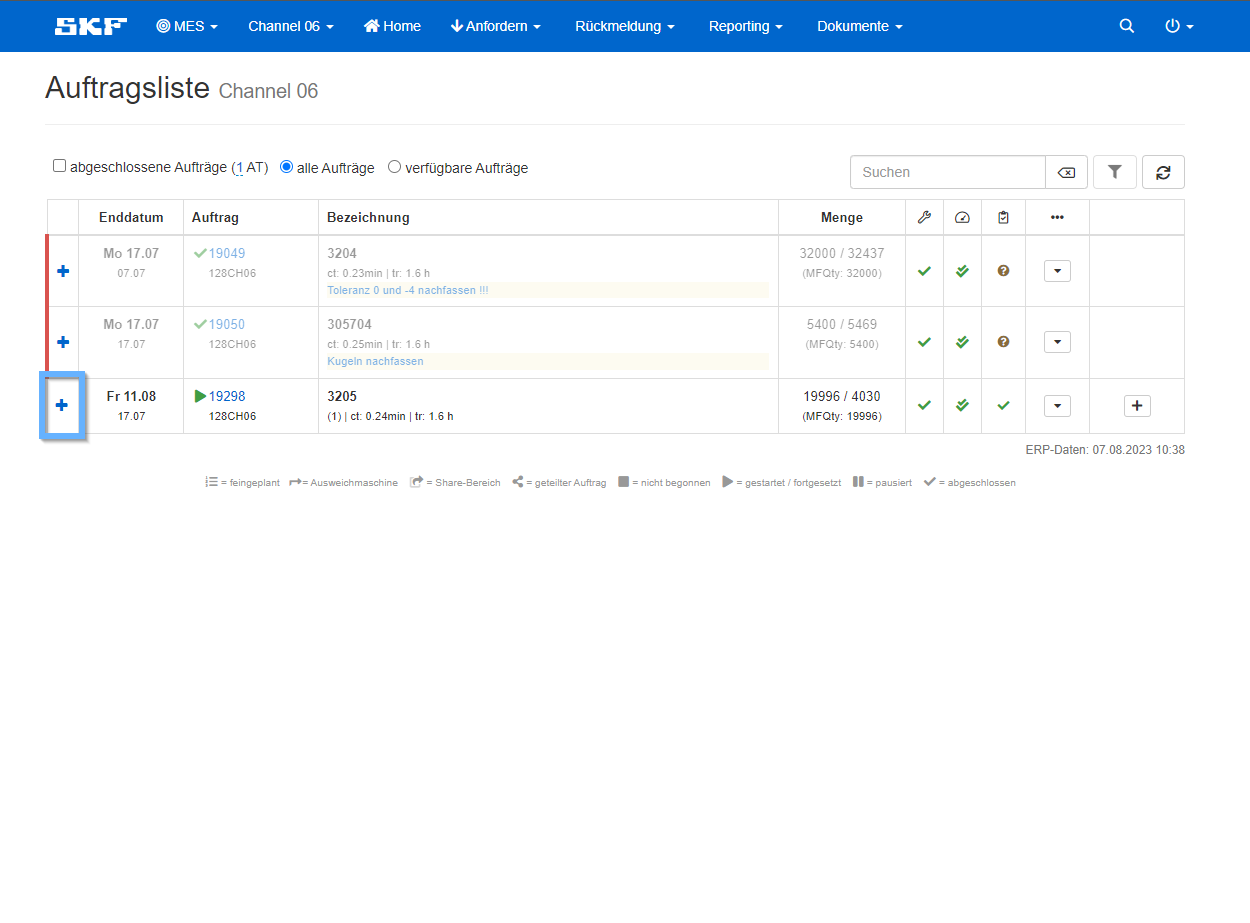 SKF MES Channel 06 Home Anfordern Rückmeldung Reporting Dokumente
Auftragsliste Channel 06
abgeschlossene Aufträge (1 AT) alle Aufträge verfügbare Aufträge Suchen
Enddatum Auftrag Bezeichnung Menge
Mo 17.07 19049 3204 32000 / 32437
07.07 128CH06 ct: 0.23min | tr: 1.6 h (MFQty: 32000)
Toleranz 0 und -4 nachfassen !!!
Mo 17.07 19050 305704 5400 / 5469
17.07 128CH06 ct: 0.25min | tr: 1.6 h (MFQty: 5400)
Kugeln nachfassen
Fr 11.08 19298 3205 19996 / 4030
17.07 128CH06 (1) | ct: 0.24min | tr: 1.6 h (MFQty: 19996)
ERP-Daten: 07.08.2023 10:38
= feingeplant = Ausweichmaschine = Share-Bereich = geteilter Auftrag = nicht begonnen = gestartet / fortgesetzt = pausiert = abgeschlossen